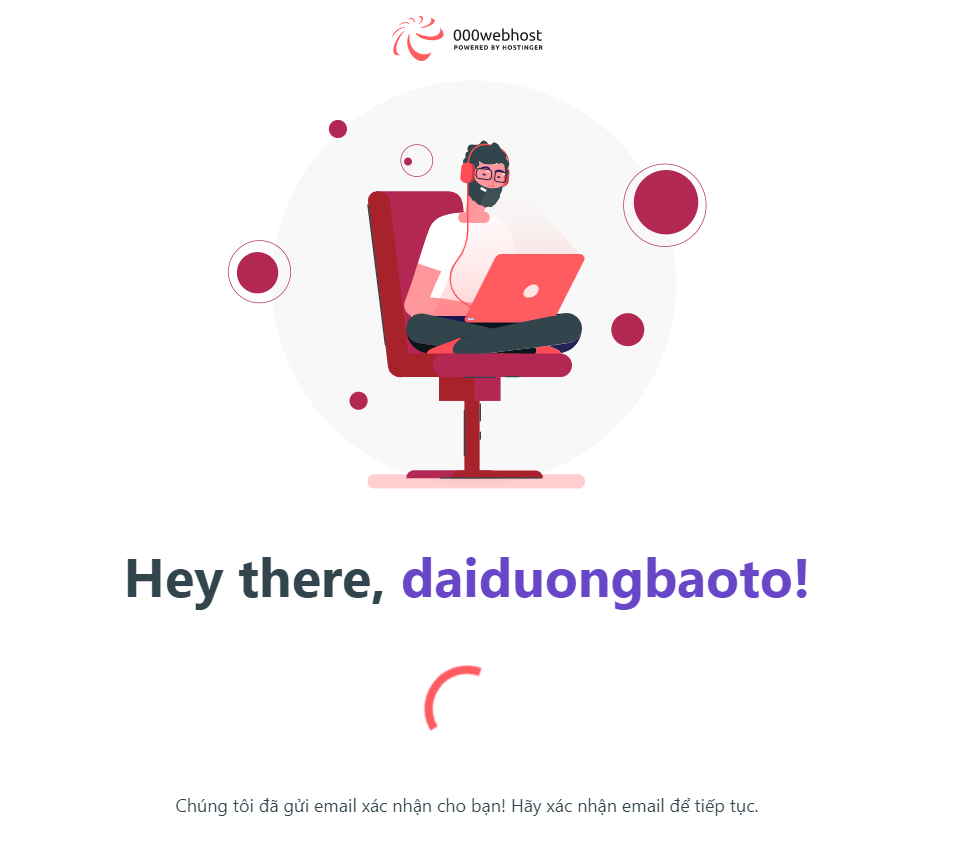 000webhost
POWERED BY HOSTINGER
Hey there, daiduongbaoto!
Chúng tôi đã gửi email xác nhận cho bạn! Hãy xác nhận email để tiếp tục.